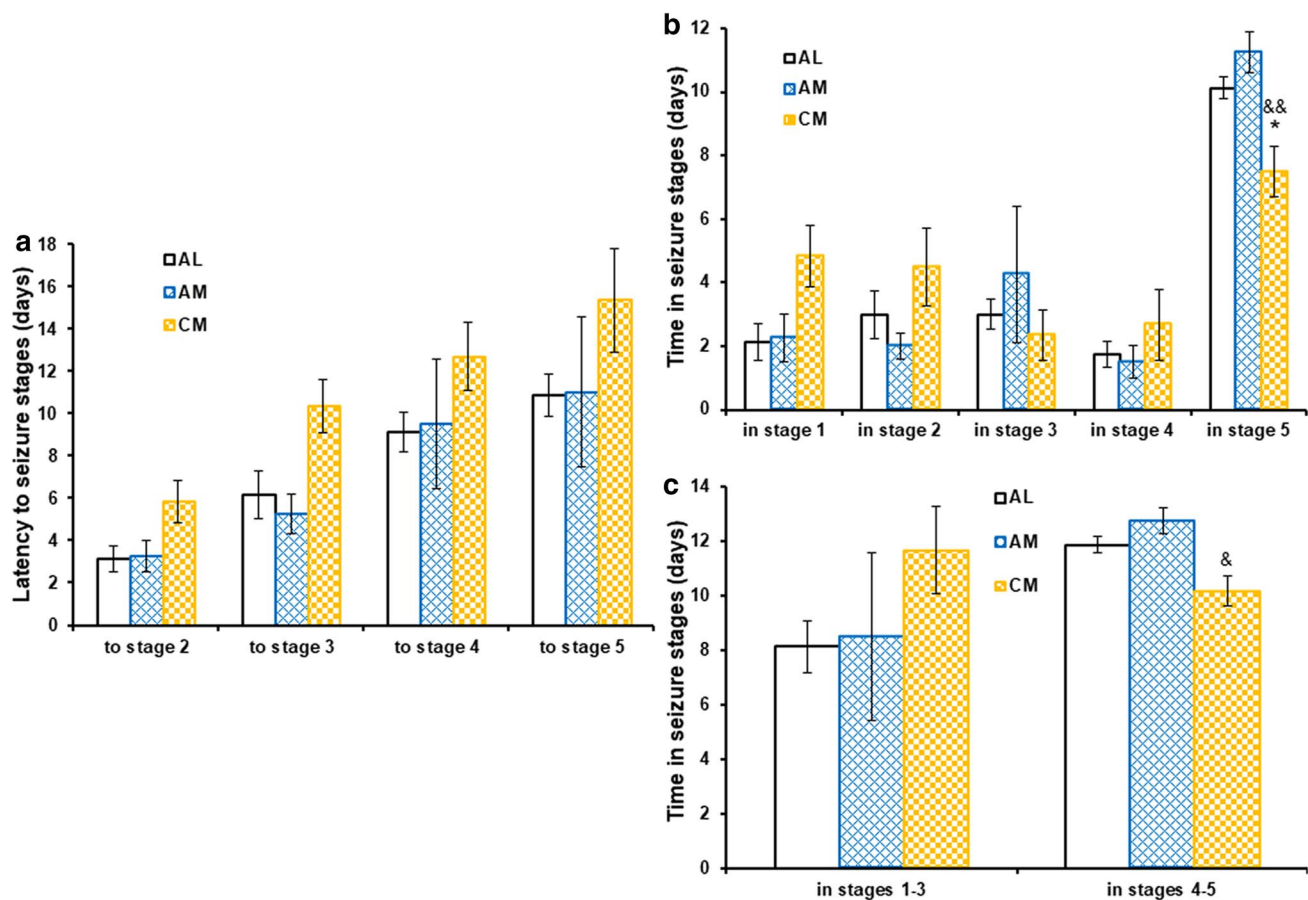 a
Latency to seizure stages (days)
18
16
14
12
10
8
6
4
2
0
AL
AM
CM
to stage 2 to stage 3 to stage 4 to stage 5
b
Time in seizure stages (days)
12
10
8
6
4
2
0
AL
AM
CM
&&
*
in stage 1 in stage 2 in stage 3 in stage 4 in stage 5
c
Time in seizure stages (days)
14
12
10
8
6
4
2
0
AL
AM
CM
&
in stages 1-3 in stages 4-5